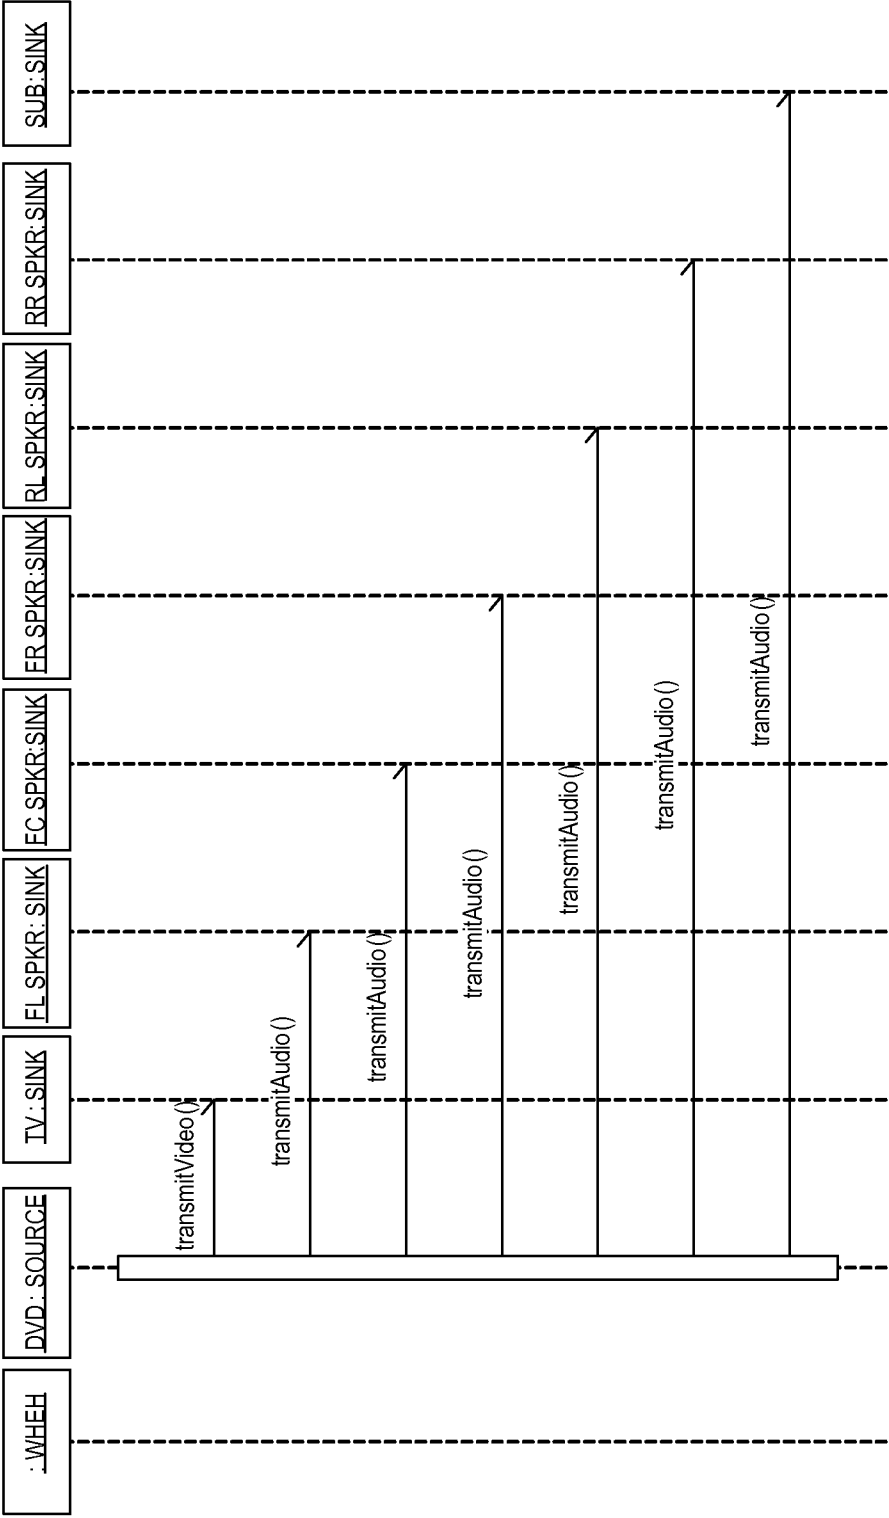 : WHEH
DVD : SOURCE
TV : SINK
FL SPKR: SINK
FC SPKR:SINK
FR SPKR:SINK
RL SPKR:SINK
RR SPKR:SINK
SUB:SINK
transmitVideo()
transmitAudio()
transmitAudio()
transmitAudio()
transmitAudio()
transmitAudio()
transmitAudio()